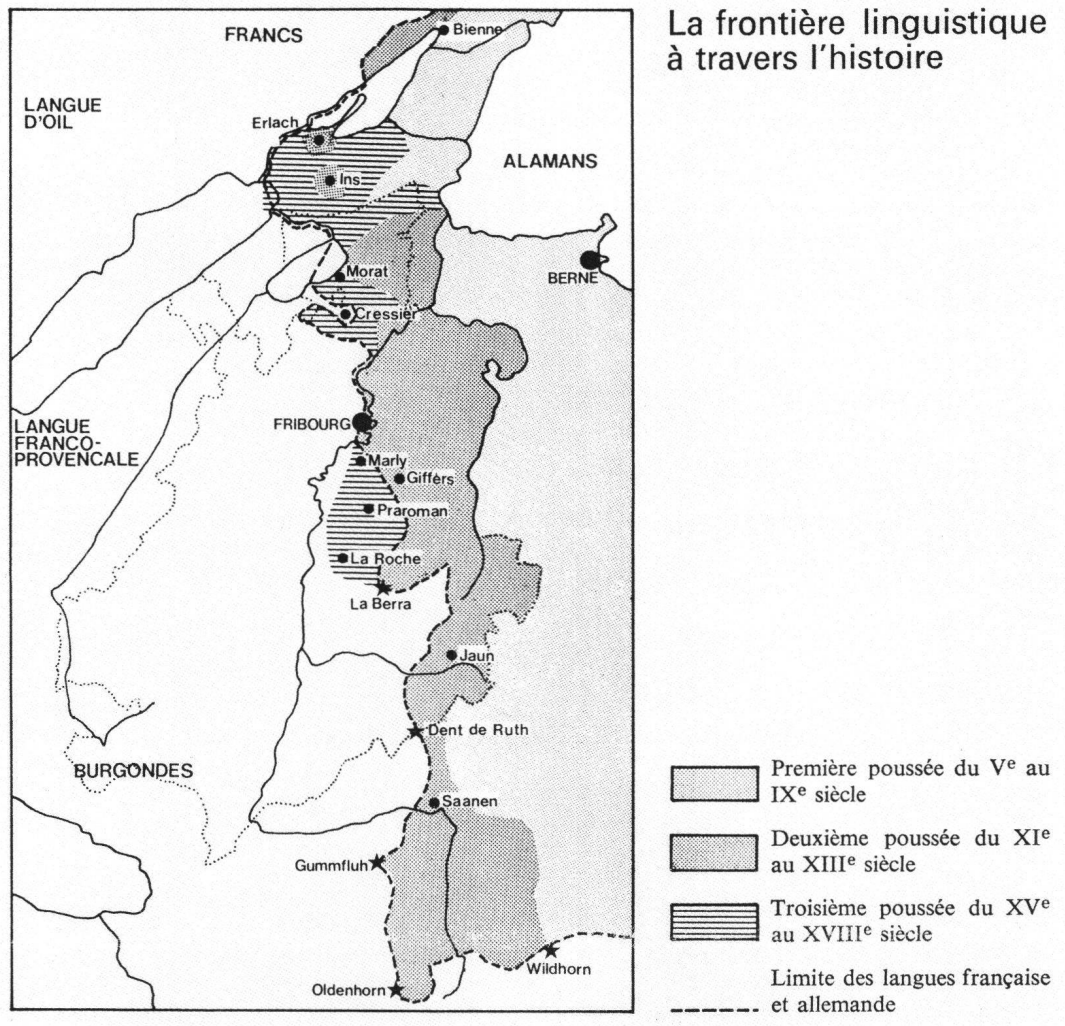 La frontière linguistique
à travers l'histoire
FRANCS
Bienne
LANGUE
D'OIL
Erlach
ALAMANS
Ins
Morat
BERNE
Cressier
LANGUE
FRANCO-
PROVENCALE
FRIBOURG
Marly
Giffers
Praroman
La Roche
La Berra
Jaun
Dent de Ruth
BURGONDES
Saanen
Gummfluh
Wildhorn
Oldenhorn
Première poussée du Ve au
IXe siècle
Deuxième poussée du XIe
au XIIIe siècle
Troisième poussée du XVe
au XVIIIe siècle
Limite des langues française
et allemande